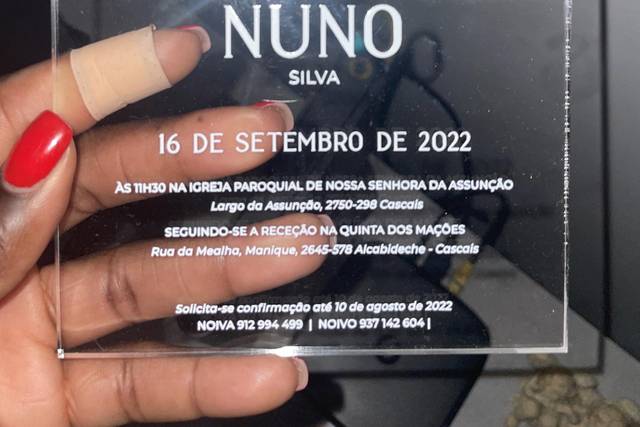 NUNO
SILVA
16 DE SETEMBRO DE 2022
ÀS 11H30 NA IGREJA PAROQUIAL DE NOSSA SENHORA DA ASSUNÇÃO
Largo da Assunção, 2750-298 Cascais
SEGUINDO-SE A RECEÇÃO NA QUINTA DOS MAÇÕES
Rua da Mealha, Manique, 2645-578 Alcabideche - Cascais
Solicita-se confirmação até 10 de agosto de 2022
NOIVA 912 994 499 | NOIVO 937 142 604 |